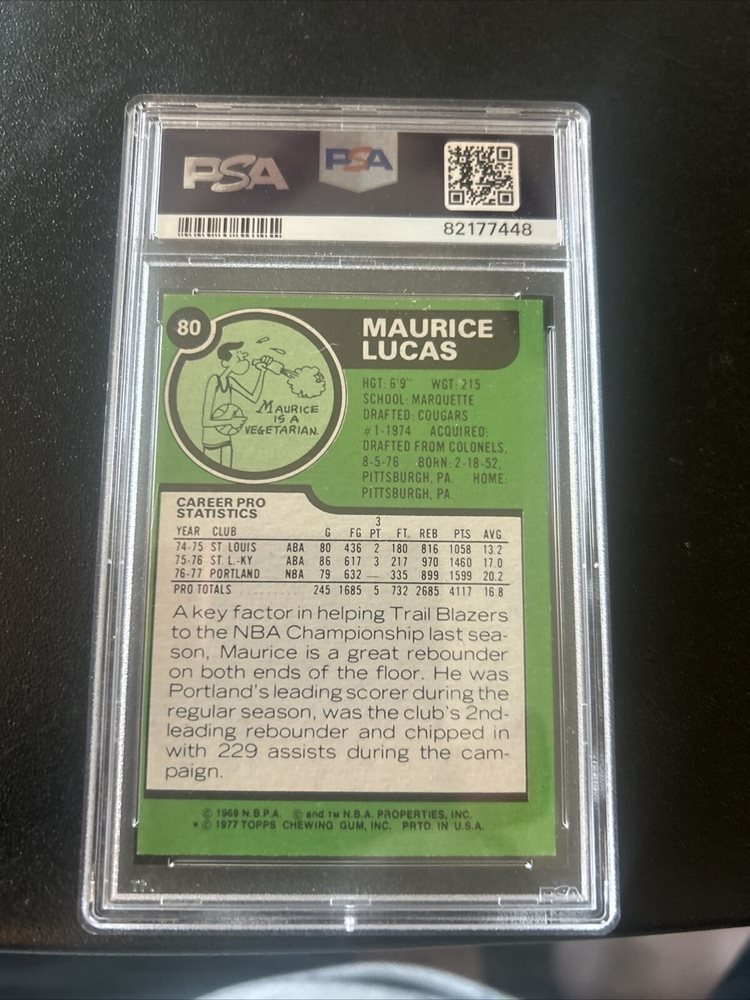 PSA PSA
82177448
80
MAURICE
LUCAS
MAURICE
IS A
VEGETARIAN.
HGT: 6'9" WGT: 215
SCHOOL: MARQUETTE
DRAFTED: COUGARS
#1-1974 ACQUIRED:
DRAFTED FROM COLONELS,
8-5-76 BORN: 2-18-52,
PITTSBURGH, PA. HOME:
PITTSBURGH, PA.
CAREER PRO
STATISTICS
3
YEAR CLUB G FG PT FT REB PTS AVG
74-75 ST LOUIS ABA 80 436 2 180 816 1058 13.2
75-76 ST L.-KY ABA 86 617 3 217 970 1460 17.0
76-77 PORTLAND NBA 79 632 — 335 899 1599 20.2
PRO TOTALS 245 1685 5 732 2685 4117 16.8
A key factor in helping Trail Blazers
to the NBA Championship last sea-
son, Maurice is a great rebounder
on both ends of the floor. He was
Portland's leading scorer during the
regular season, was the club's 2nd-
leading rebounder and chipped in
with 229 assists during the cam-
paign.
© 1969 N.B.P.A. © and TM N.B.A. PROPERTIES, INC.
* © 1977 TOPPS CHEWING GUM, INC. PRTD. IN U.S.A.
PSA